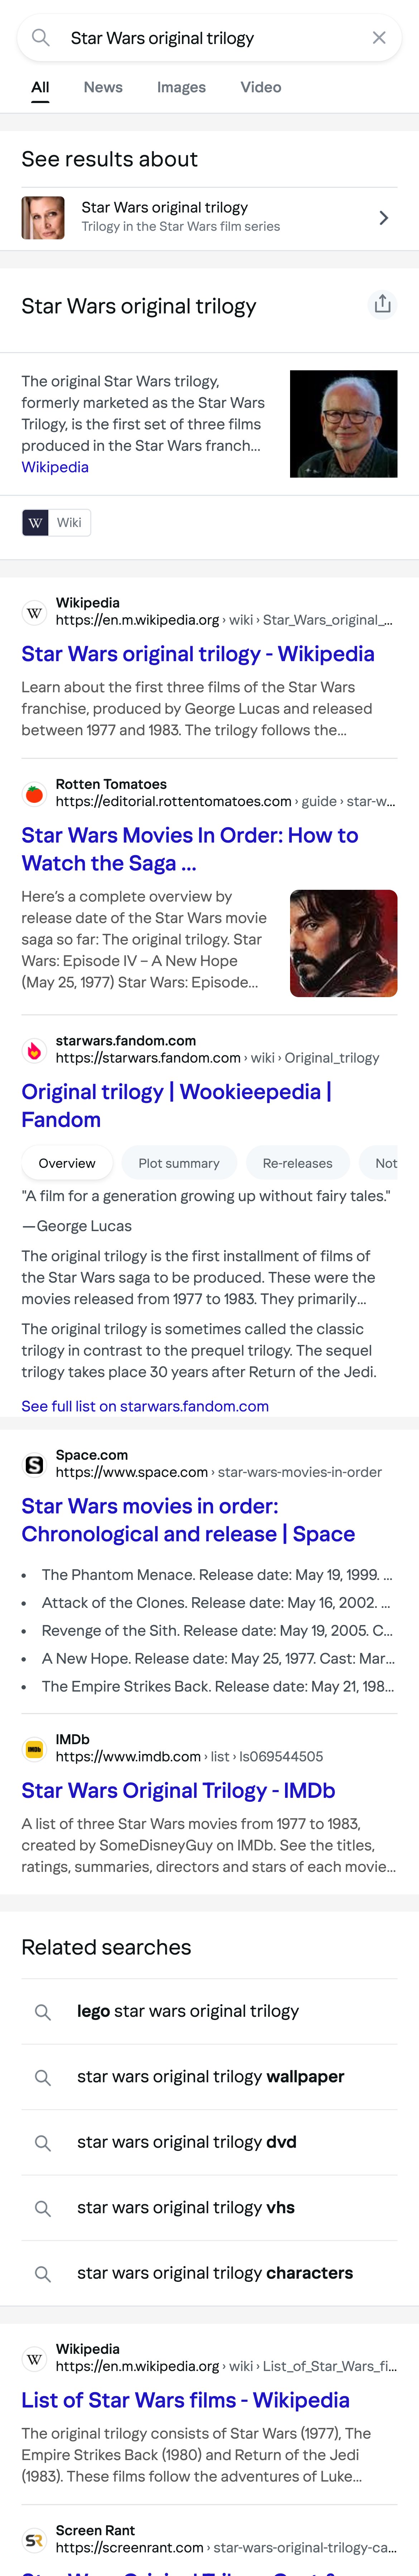 Star Wars original trilogy
All News Images Video
See results about
Star Wars original trilogy
Trilogy in the Star Wars film series
Star Wars original trilogy
The original Star Wars trilogy,
formerly marketed as the Star Wars
Trilogy, is the first set of three films
produced in the Star Wars franch...
Wikipedia
W Wiki
W Wikipedia
https://en.m.wikipedia.org › wiki › Star_Wars_original_...
Star Wars original trilogy - Wikipedia
Learn about the first three films of the Star Wars
franchise, produced by George Lucas and released
between 1977 and 1983. The trilogy follows the...
Rotten Tomatoes
https://editorial.rottentomatoes.com › guide › star-w...
Star Wars Movies In Order: How to
Watch the Saga ...
Here's a complete overview by
release date of the Star Wars movie
saga so far: The original trilogy. Star
Wars: Episode IV – A New Hope
(May 25, 1977) Star Wars: Episode...
starwars.fandom.com
https://starwars.fandom.com › wiki › Original_trilogy
Original trilogy | Wookieepedia |
Fandom
Overview Plot summary Re-releases Not
"A film for a generation growing up without fairy tales."
—George Lucas
The original trilogy is the first installment of films of
the Star Wars saga to be produced. These were the
movies released from 1977 to 1983. They primarily...
The original trilogy is sometimes called the classic
trilogy in contrast to the prequel trilogy. The sequel
trilogy takes place 30 years after Return of the Jedi.
See full list on starwars.fandom.com
S Space.com
https://www.space.com › star-wars-movies-in-order
Star Wars movies in order:
Chronological and release | Space
• The Phantom Menace. Release date: May 19, 1999. ...
• Attack of the Clones. Release date: May 16, 2002. ...
• Revenge of the Sith. Release date: May 19, 2005. C...
• A New Hope. Release date: May 25, 1977. Cast: Mar...
• The Empire Strikes Back. Release date: May 21, 198...
IMDb IMDb
https://www.imdb.com › list › ls069544505
Star Wars Original Trilogy - IMDb
A list of three Star Wars movies from 1977 to 1983,
created by SomeDisneyGuy on IMDb. See the titles,
ratings, summaries, directors and stars of each movie...
Related searches
lego star wars original trilogy
star wars original trilogy wallpaper
star wars original trilogy dvd
star wars original trilogy vhs
star wars original trilogy characters
W Wikipedia
https://en.m.wikipedia.org › wiki › List_of_Star_Wars_fi...
List of Star Wars films - Wikipedia
The original trilogy consists of Star Wars (1977), The
Empire Strikes Back (1980) and Return of the Jedi
(1983). These films follow the adventures of Luke...
SR Screen Rant
https://screenrant.com › star-wars-original-trilogy-ca...